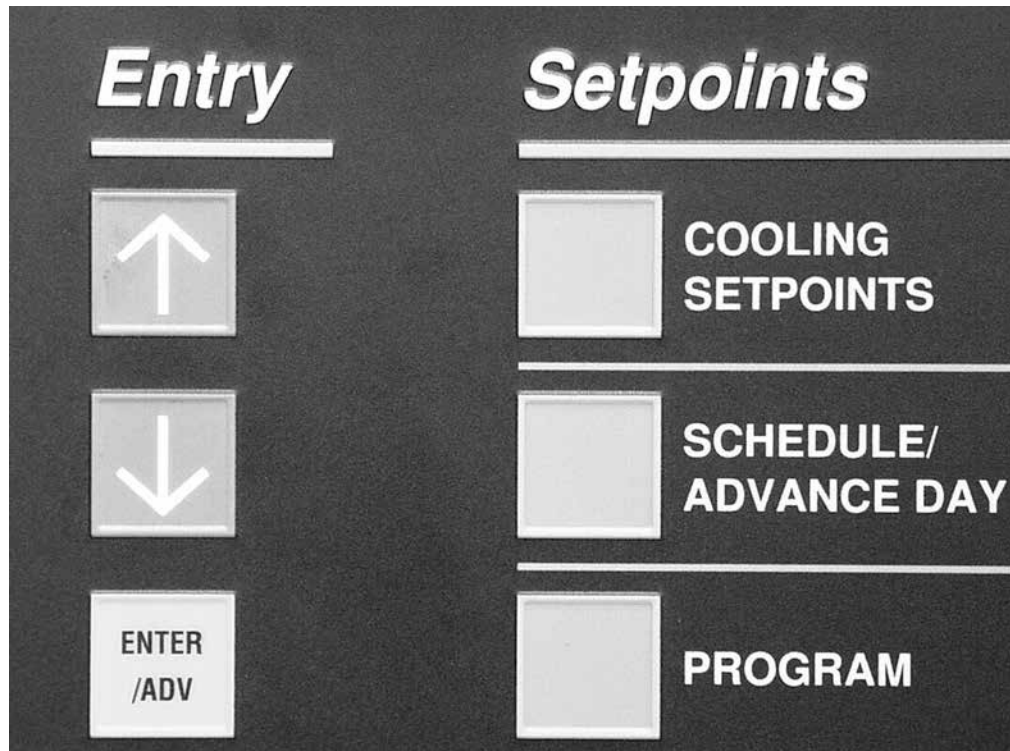 Entry
ENTER
/ADV
Setpoints
COOLING
SETPOINTS
SCHEDULE/
ADVANCE DAY
PROGRAM